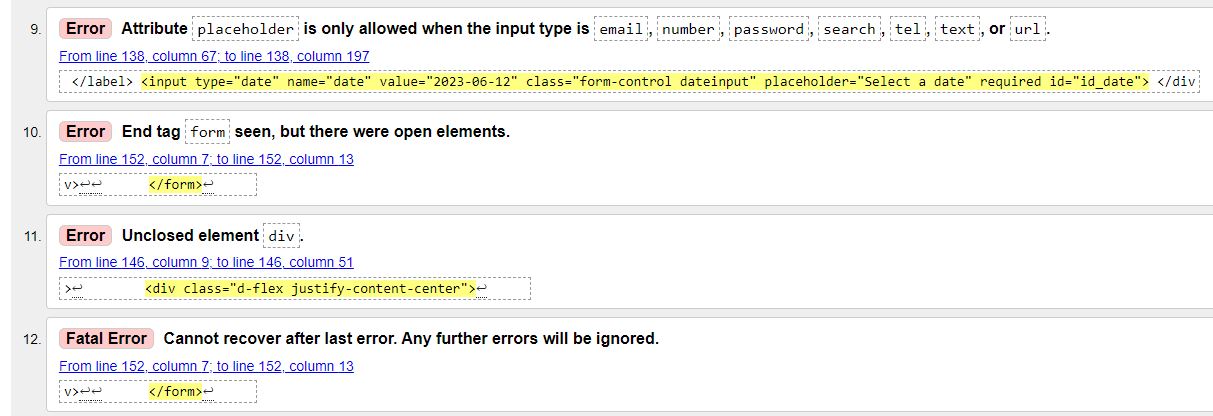 9. Error Attribute placeholder is only allowed when the input type is email, number, password, search, tel, text, or url.
From line 138, column 67; to line 138, column 197
</label> <input type="date" name="date" value="2023-06-12" class="form-control dateinput" placeholder="Select a date" required id="id_date"> </div
10. Error End tag form seen, but there were open elements.
From line 152, column 7; to line 152, column 13
v>↩↩ </form>↩
11. Error Unclosed element div.
From line 146, column 9; to line 146, column 51
>↩ <div class="d-flex justify-content-center">↩
12. Fatal Error Cannot recover after last error. Any further errors will be ignored.
From line 152, column 7; to line 152, column 13
v>↩↩ </form>↩